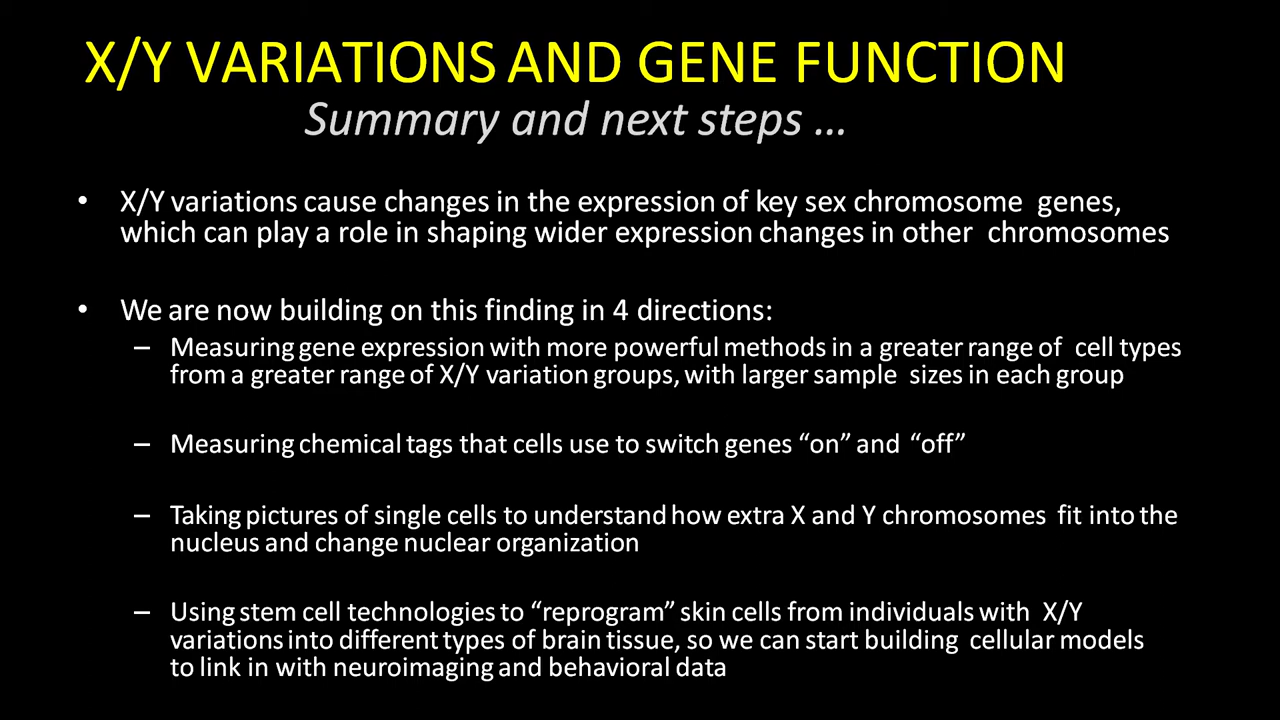 X/Y VARIATIONS AND GENE FUNCTION
Summary and next steps ...
• X/Y variations cause changes in the expression of key sex chromosome genes,
which can play a role in shaping wider expression changes in other chromosomes
• We are now building on this finding in 4 directions:
– Measuring gene expression with more powerful methods in a greater range of cell types
from a greater range of X/Y variation groups, with larger sample sizes in each group
– Measuring chemical tags that cells use to switch genes “on” and “off”
– Taking pictures of single cells to understand how extra X and Y chromosomes fit into the
nucleus and change nuclear organization
– Using stem cell technologies to “reprogram” skin cells from individuals with X/Y
variations into different types of brain tissue, so we can start building cellular models
to link in with neuroimaging and behavioral data